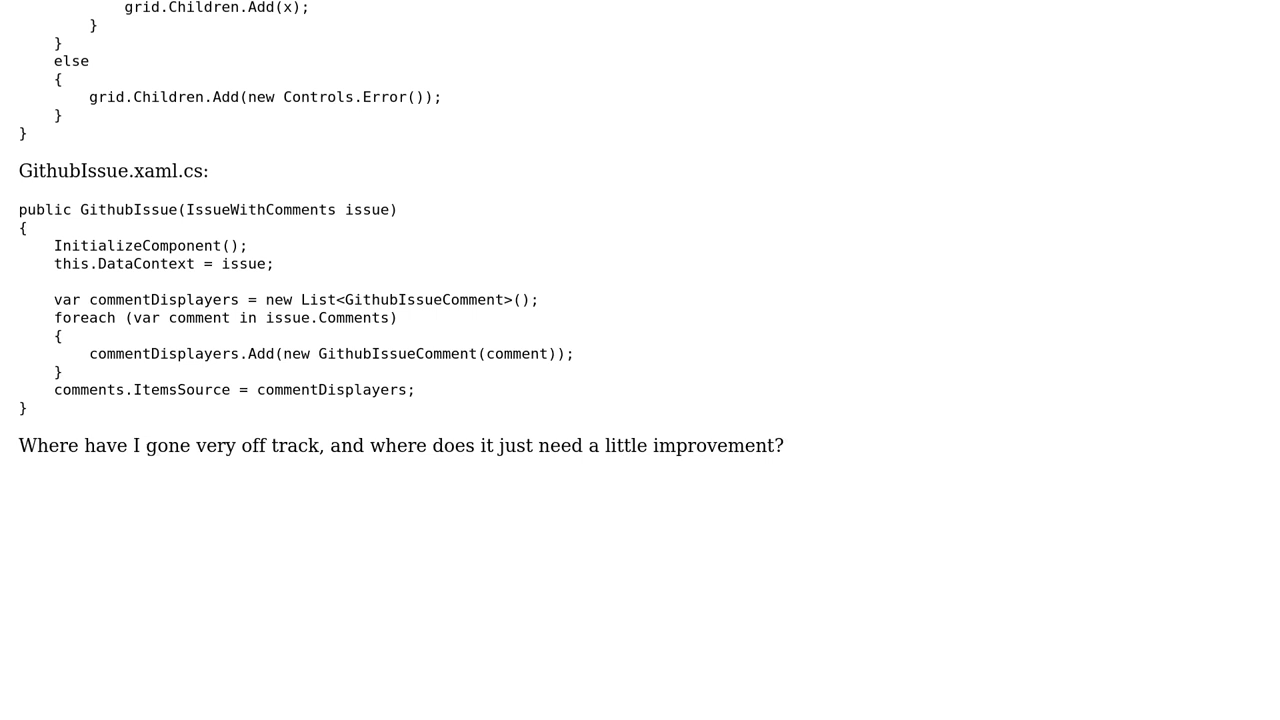 grid.Children.Add(x);
        }
    }
    else
    {
        grid.Children.Add(new Controls.Error());
    }
}
GithubIssue.xaml.cs:
public GithubIssue(IssueWithComments issue)
{
    InitializeComponent();
    this.DataContext = issue;

    var commentDisplayers = new List<GithubIssueComment>();
    foreach (var comment in issue.Comments)
    {
        commentDisplayers.Add(new GithubIssueComment(comment));
    }
    comments.ItemsSource = commentDisplayers;
}
Where have I gone very off track, and where does it just need a little improvement?